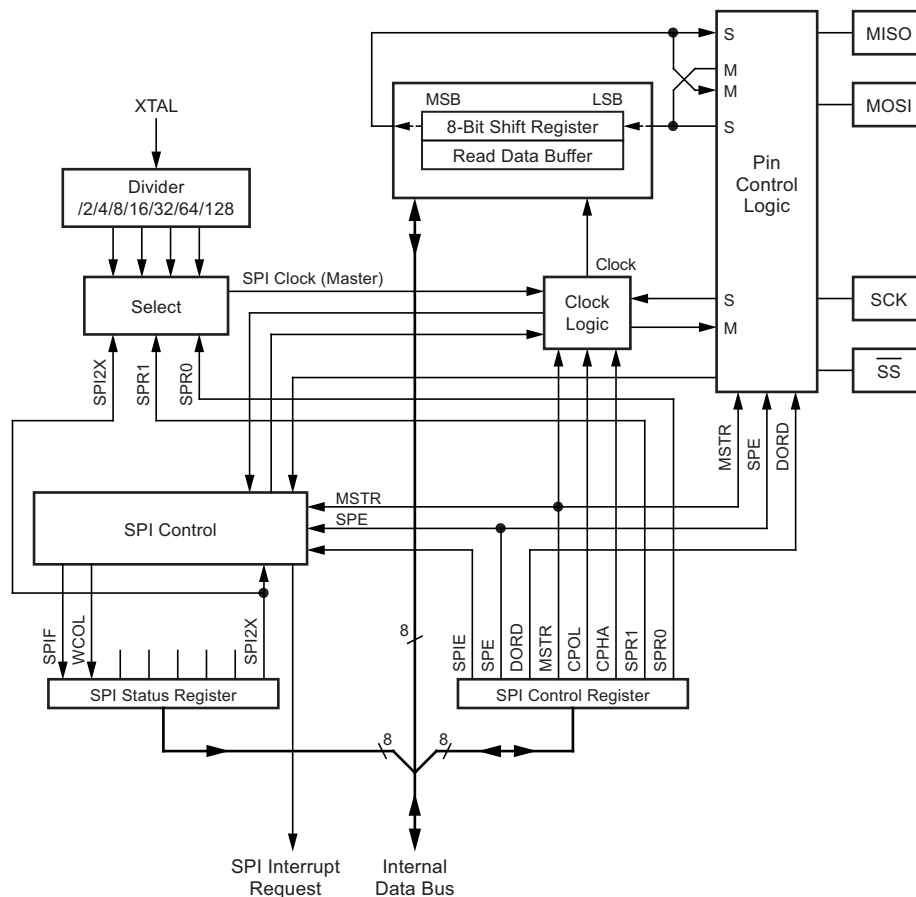 S
MISO
M
M
MOSI
MSB
LSB
8-Bit Shift Register
S
Read Data Buffer
XTAL
Divider
/2/4/8/16/32/64/128
Pin
Control
Logic
Clock
SPI Clock (Master)
Select
Clock
Logic
S
M
SCK
SS
SPI2X
SPR1
SPR0
MSTR
SPE
DORD
MSTR
SPE
SPI Control
SPIF
WCOL
SPI2X
8
SPIE
SPE
DORD
MSTR
CPOL
CPHA
SPR1
SPR0
SPI Status Register
SPI Control Register
8
8
SPI Interrupt
Request
Internal
Data Bus